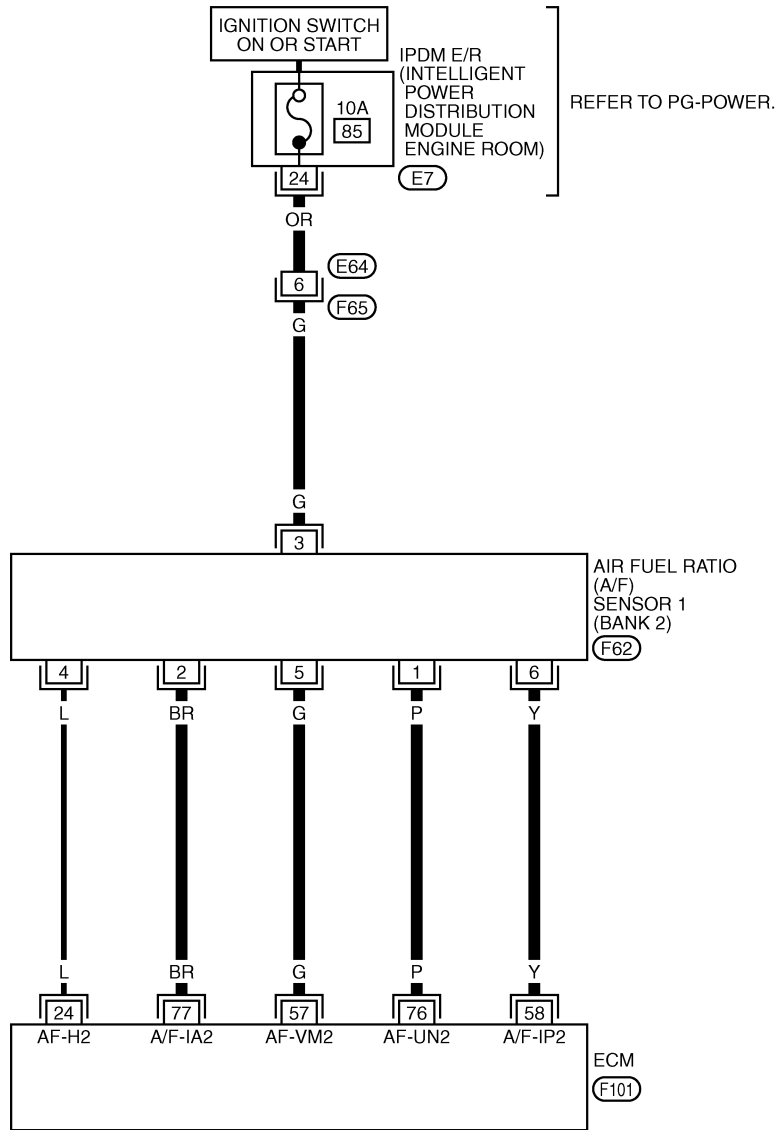 IGNITION SWITCH
ON OR START
IPDM E/R
(INTELLIGENT
POWER
DISTRIBUTION
MODULE
ENGINE ROOM)
REFER TO PG-POWER.
10A
85
24
E7
OR
E64
6
F65
G
G
3
AIR FUEL RATIO
(A/F)
SENSOR 1
(BANK 2)
F62
4 2 5 1 6
L BR G P Y
L BR G P Y
24 77 57 76 58
AF-H2 A/F-IA2 AF-VM2 AF-UN2 A/F-IP2
ECM
F101